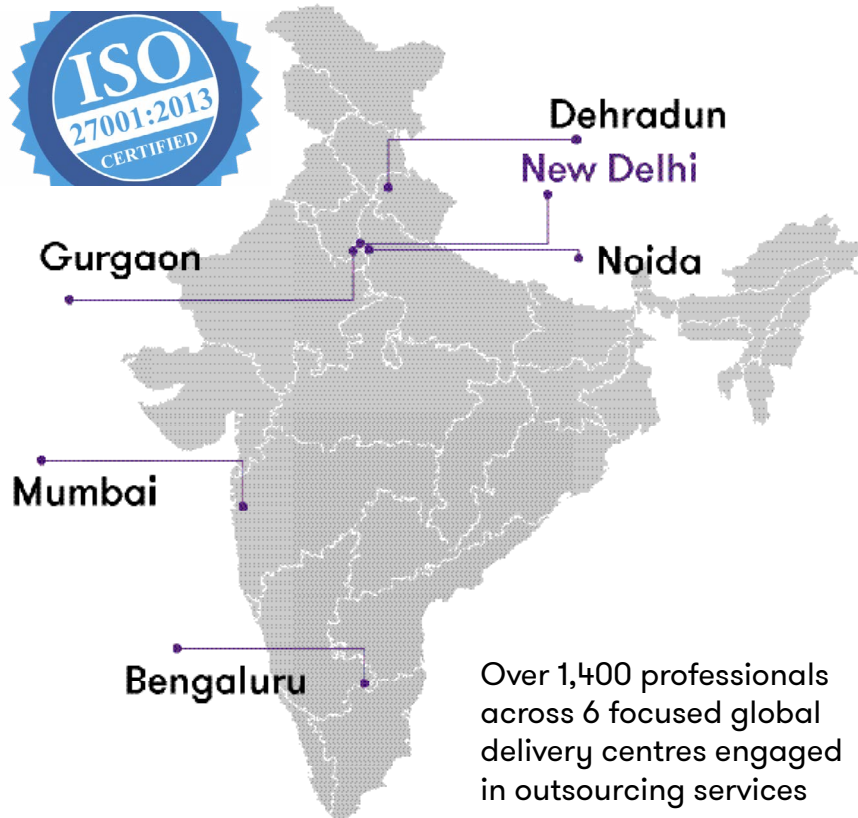 ISO
27001:2013
CERTIFIED
Dehradun
New Delhi
Gurgaon
Noida
Mumbai
Bengaluru
Over 1,400 professionals
across 6 focused global
delivery centres engaged
in outsourcing services